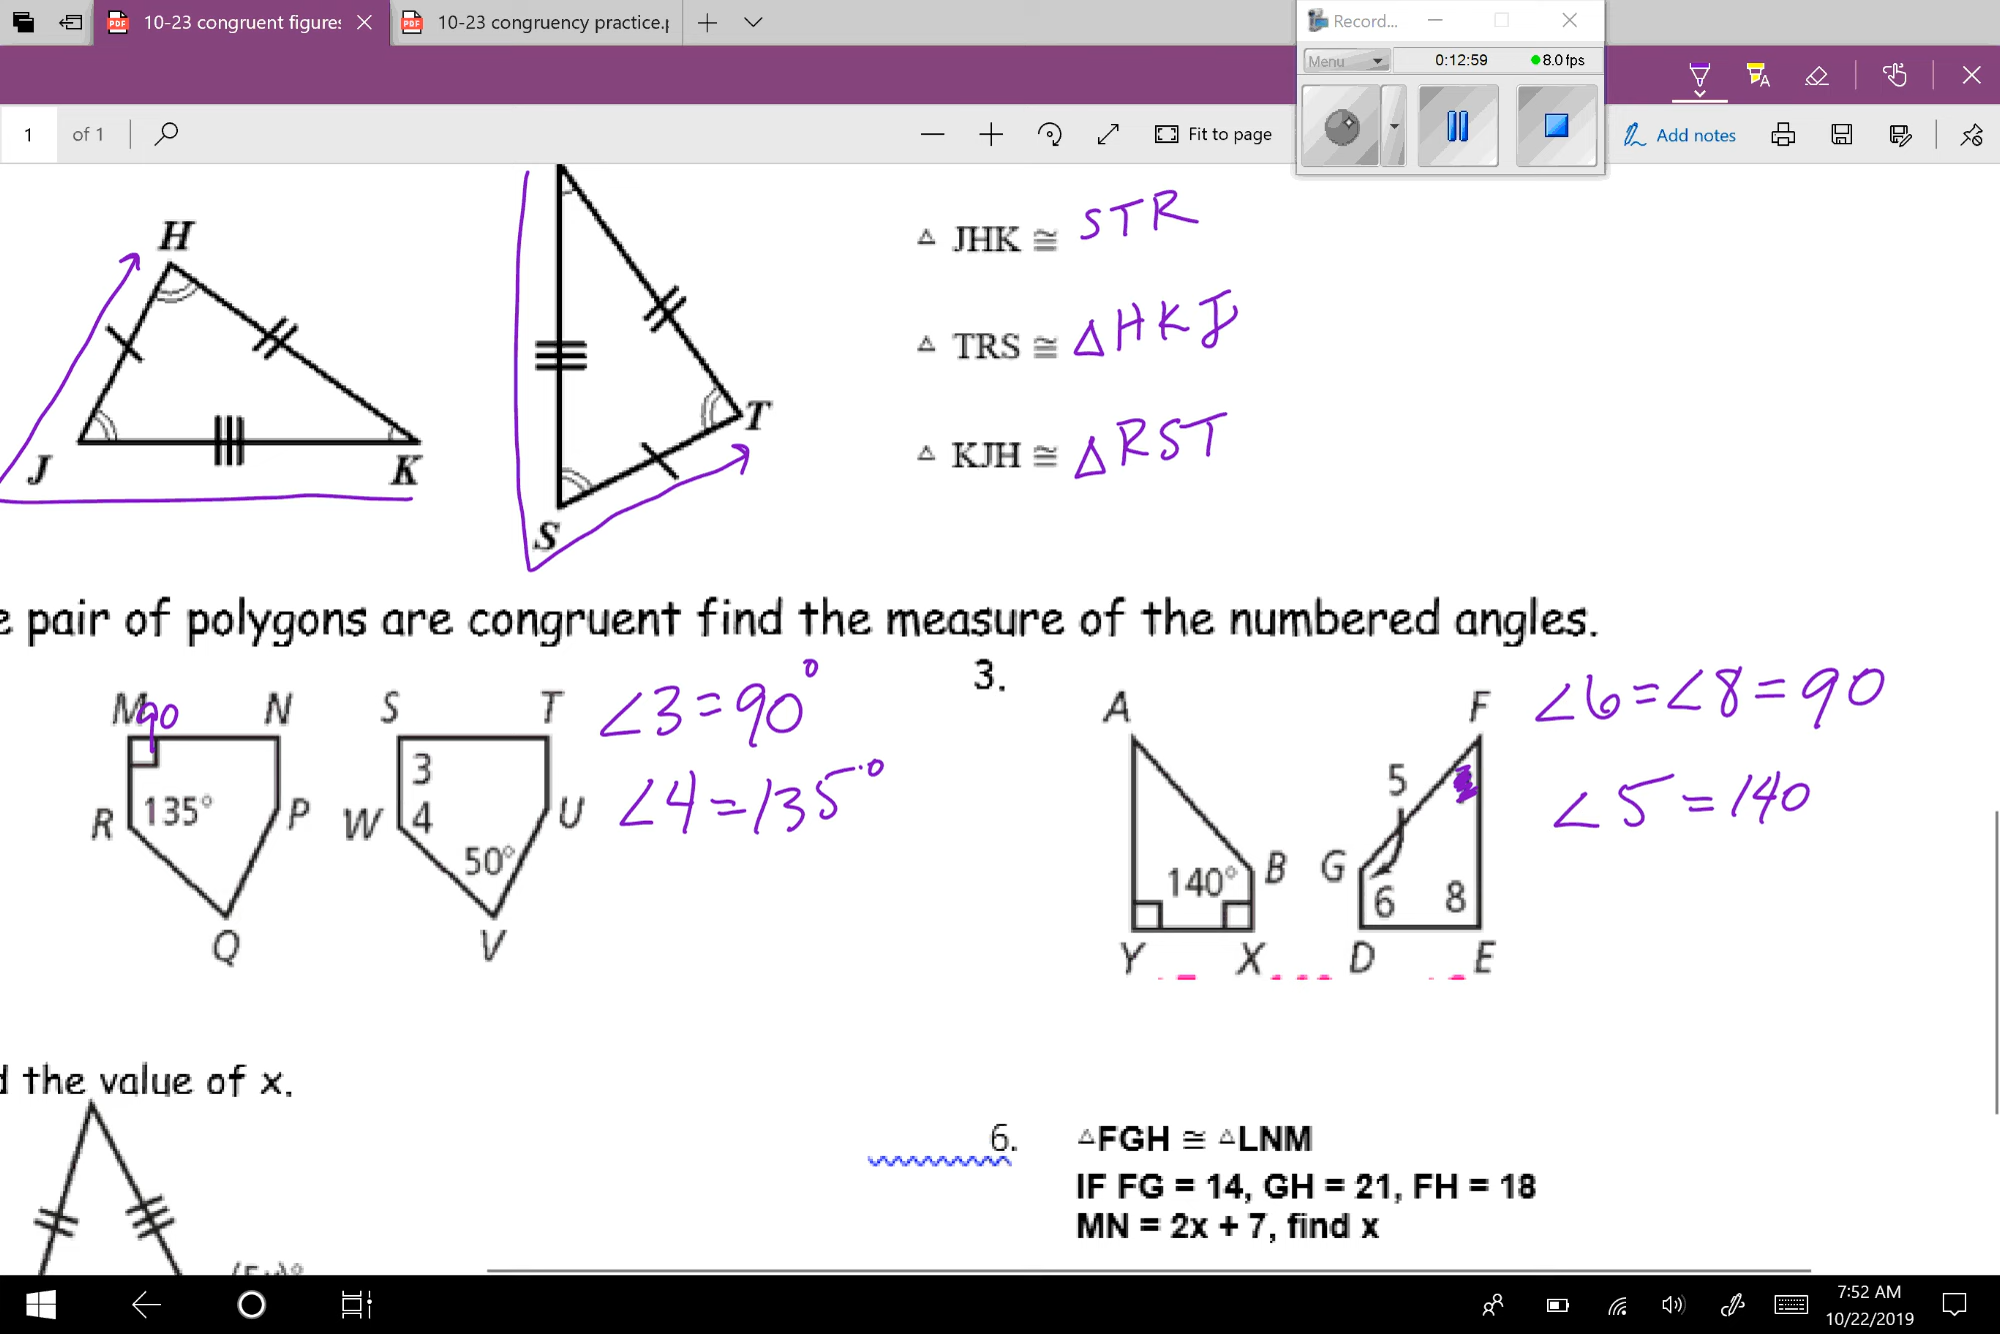 10-23 congruent figure:
10-23 congruency practice.p
Record...
Menu
0:12:59
8.0 fps
1 of 1
Fit to page
Add notes
△ JHK ≅ STR
△ TRS ≅ △HKJ
△ KJH ≅ △RST
H
J
K
T
S
e pair of polygons are congruent find the measure of the numbered angles.
M 90 N
R 135° P
Q
S T
3
W 4 U
50°
V
∠3=90°
∠4=135°
3.
A
140° B
Y X
F
5
G
6 8
D E
∠6=∠8=90
∠5=140
d the value of x.
6. △FGH ≅ △LNM
IF FG = 14, GH = 21, FH = 18
MN = 2x + 7, find x
7:52 AM
10/22/2019